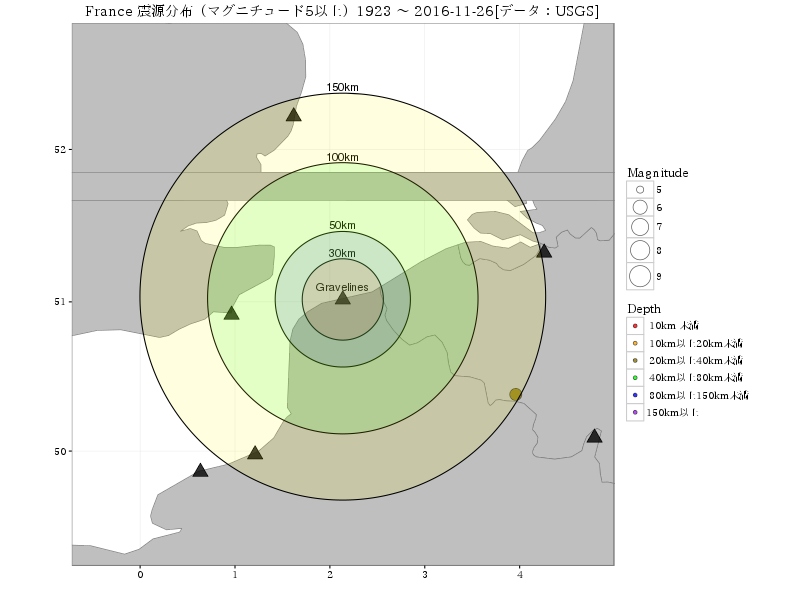 France 震源分布（マグニチュード5以上）1923 ～ 2016-11-26[データ：USGS]
150km
100km
50km
30km
Gravelines
52
51
50
0
1
2
3
4
Magnitude
5
6
7
8
9
Depth
10km 未満
10km以上20km未満
20km以上40km未満
40km以上80km未満
80km以上150km未満
150km以上